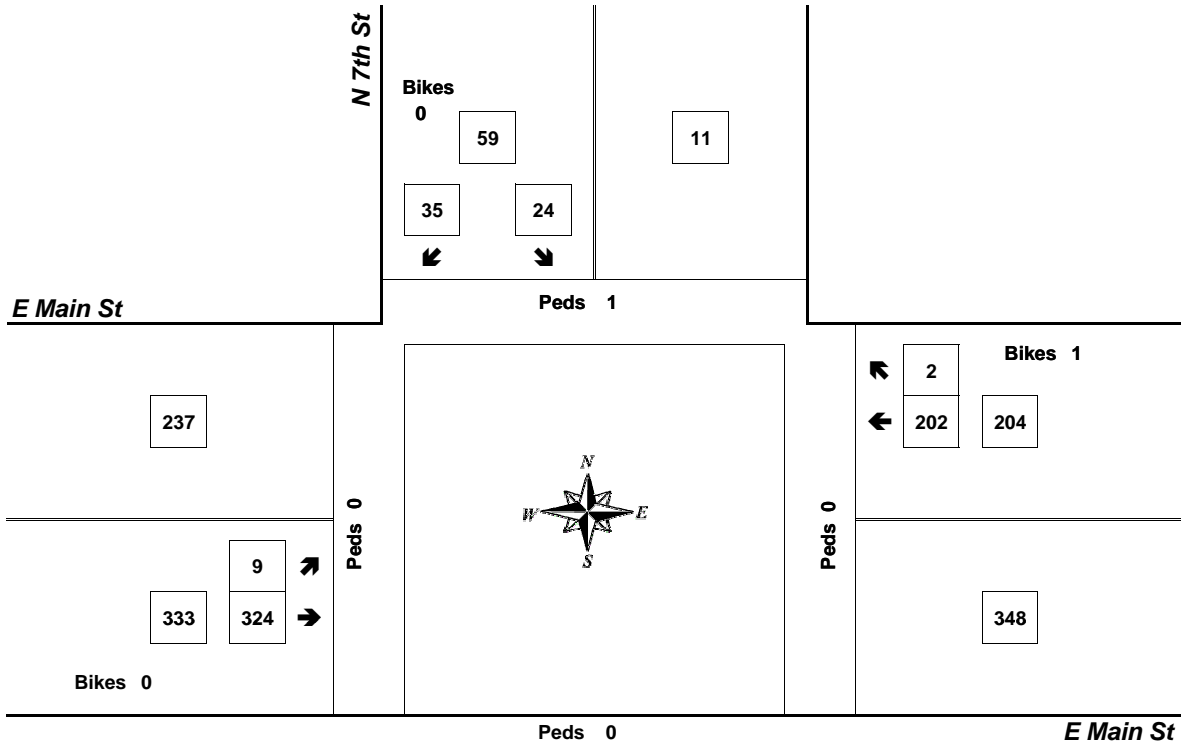 N 7th St
Bikes
0
59
11
35
24
Peds 1
E Main St
Bikes 1
2
237
202
204
N
W
E
S
Peds 0
Peds 0
9
333
324
348
Bikes 0
Peds 0
E Main St